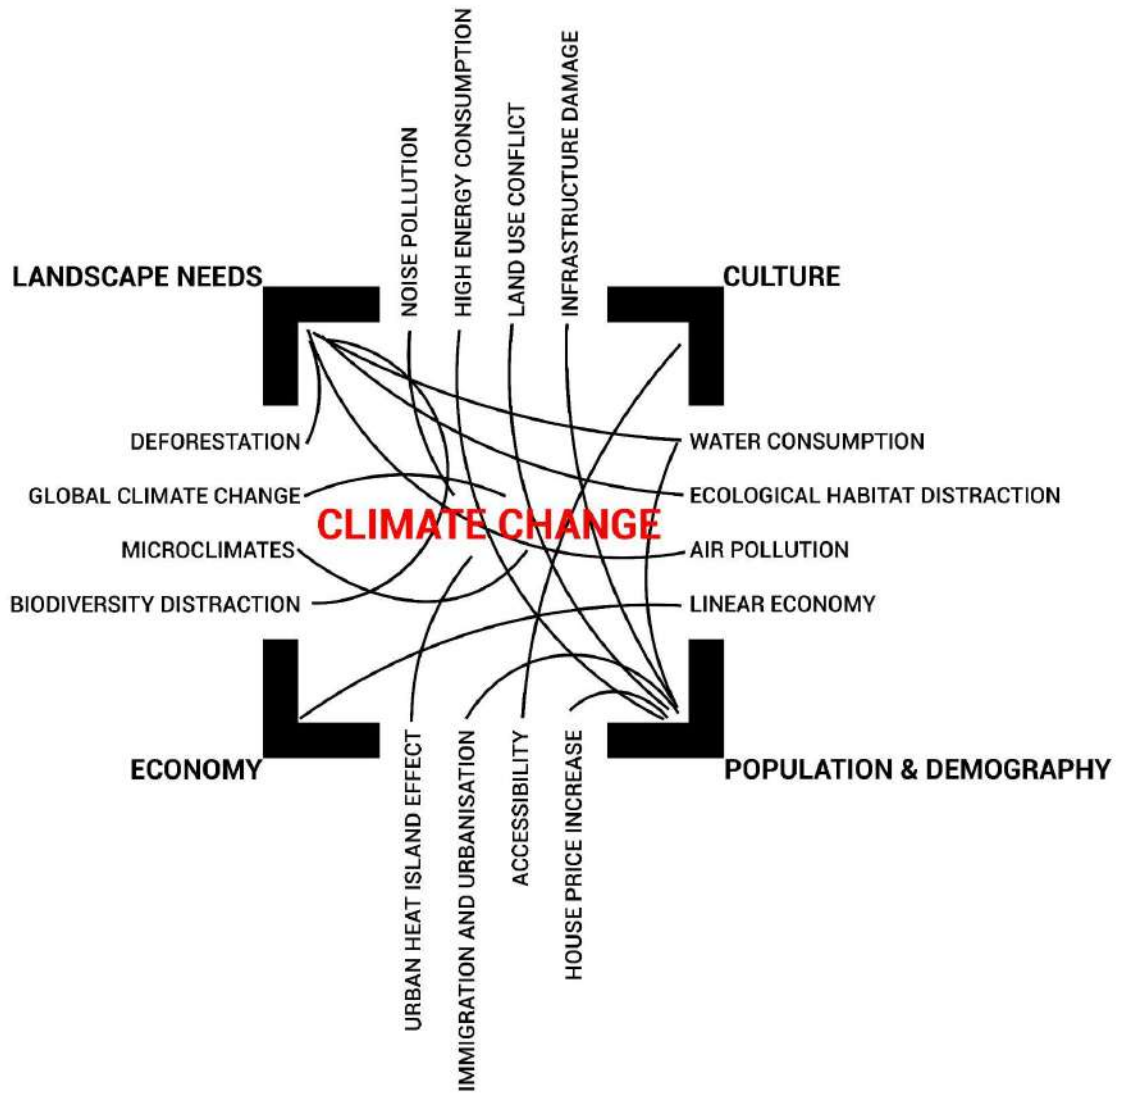 NOISE POLLUTION
HIGH ENERGY CONSUMPTION
LAND USE CONFLICT
INFRASTRUCTURE DAMAGE
LANDSCAPE NEEDS
CULTURE
DEFORESTATION
WATER CONSUMPTION
GLOBAL CLIMATE CHANGE
ECOLOGICAL HABITAT DISTRACTION
CLIMATE CHANGE
MICROCLIMATES
AIR POLLUTION
BIODIVERSITY DISTRACTION
LINEAR ECONOMY
ECONOMY
POPULATION & DEMOGRAPHY
URBAN HEAT ISLAND EFFECT
IMMIGRATION AND URBANISATION
ACCESSIBILITY
HOUSE PRICE INCREASE